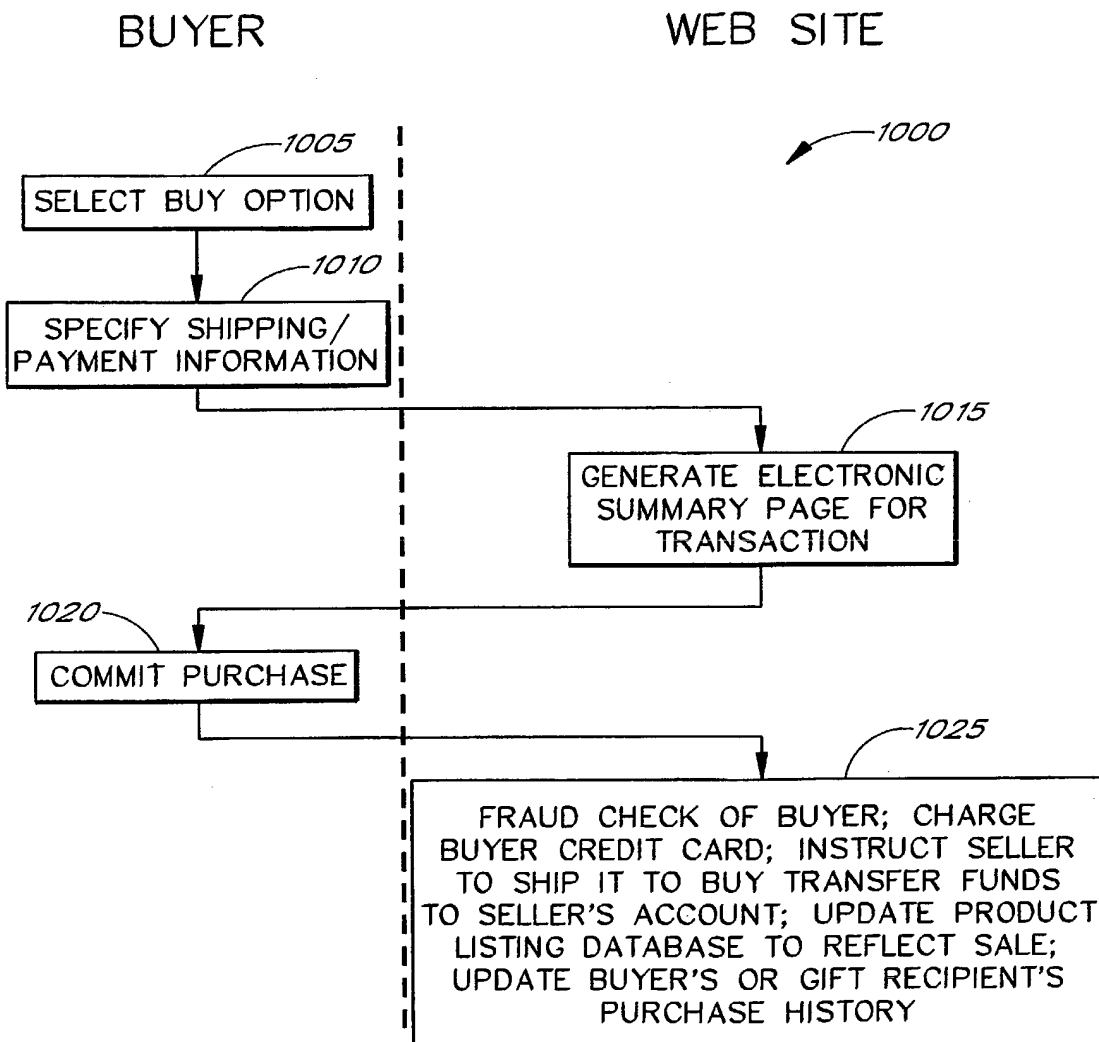 BUYER
WEB SITE
1000
1005
SELECT BUY OPTION
1010
SPECIFY SHIPPING/
PAYMENT INFORMATION
1015
GENERATE ELECTRONIC
SUMMARY PAGE FOR
TRANSACTION
1020
COMMIT PURCHASE
1025
FRAUD CHECK OF BUYER; CHARGE
BUYER CREDIT CARD; INSTRUCT SELLER
TO SHIP IT TO BUY TRANSFER FUNDS
TO SELLER'S ACCOUNT; UPDATE PRODUCT
LISTING DATABASE TO REFLECT SALE;
UPDATE BUYER'S OR GIFT RECIPIENT'S
PURCHASE HISTORY